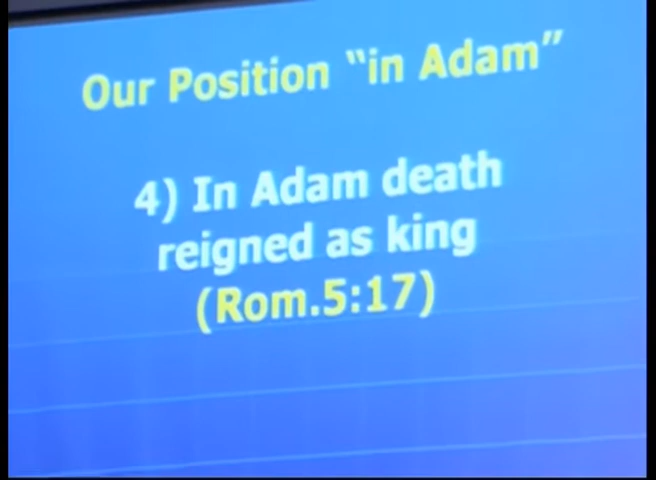 Our Position “in Adam”
4) In Adam death
reigned as king
(Rom.5:17)